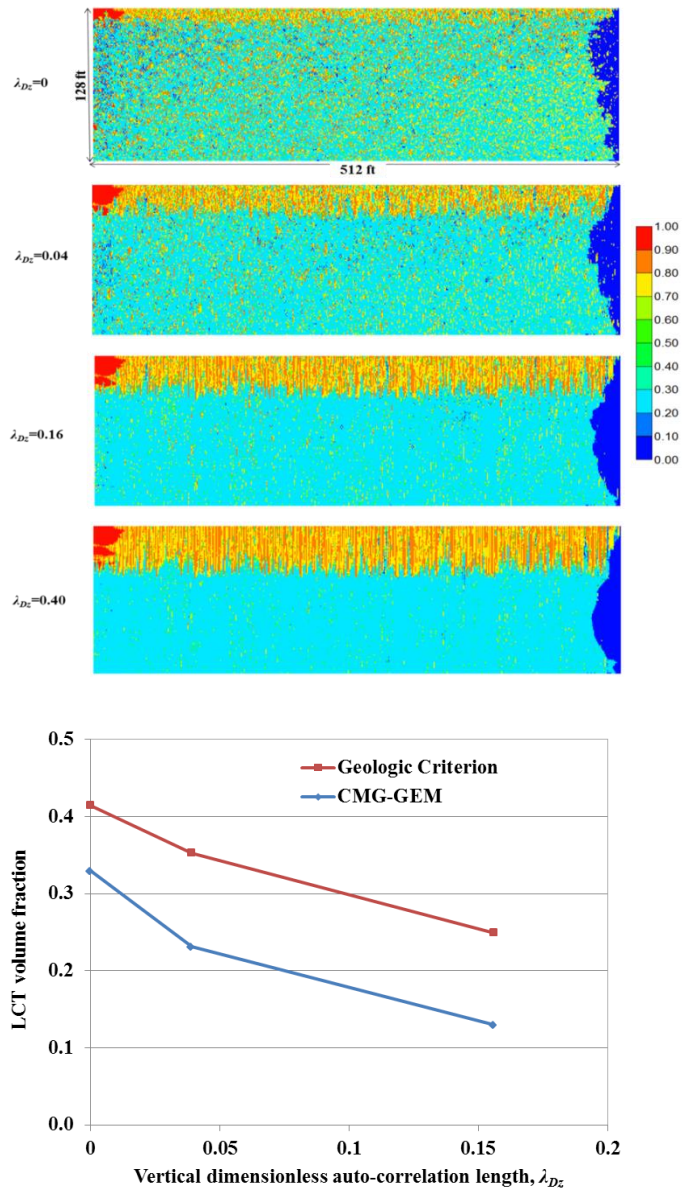 λDz=0
128 ft
512 ft
λDz=0.04
λDz=0.16
λDz=0.40
1.00
0.90
0.80
0.70
0.60
0.50
0.40
0.30
0.20
0.10
0.00
0.5
0.4
0.3
0.2
0.1
0.0
LCT volume fraction
Geologic Criterion
CMG-GEM
0 0.05 0.1 0.15 0.2
Vertical dimensionless auto-correlation length, λDz